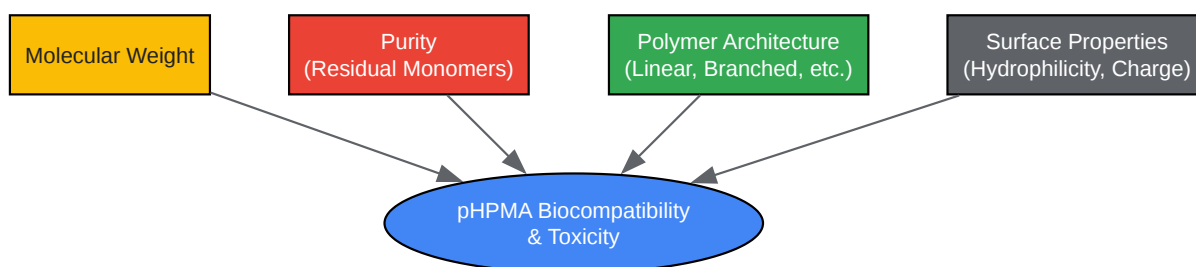 Molecular Weight
Purity
(Residual Monomers)
Polymer Architecture
(Linear, Branched, etc.)
Surface Properties
(Hydrophilicity, Charge)
pHPMA Biocompatibility
& Toxicity